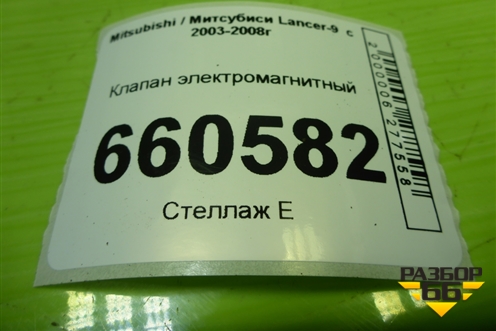 Mitsubishi / Митсубиси Lancer-9 с
2003-2008г
Клапан электромагнитный
660582
Стеллаж Е
2000006277558
РАЗБОР
66